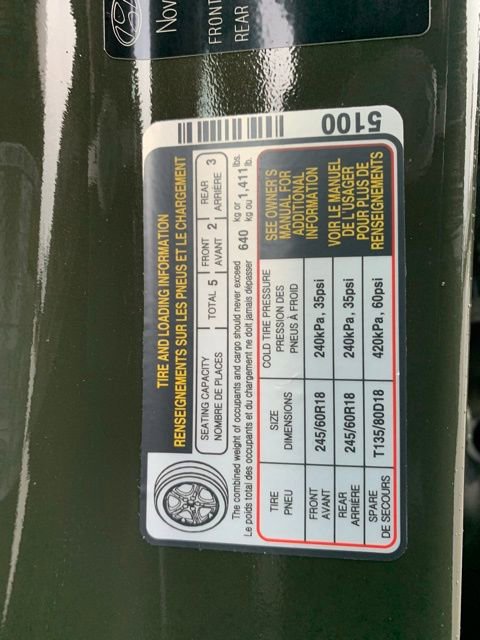 Nov
FRONT
REAR
5100
TIRE AND LOADING INFORMATION
RENSEIGNEMENTS SUR LES PNEUS ET LE CHARGEMENT
SEATING CAPACITY
NOMBRE DE PLACES
TOTAL 5
FRONT
AVANT 2
REAR
ARRIÈRE 3
The combined weight of occupants and cargo should never exceed
Le poids total des occupants et du chargement ne doit jamais dépasser
640 kg or 1,411 lbs.
kg ou lb.
TIRE
PNEU
SIZE
DIMENSIONS
COLD TIRE PRESSURE
PRESSION DES
PNEUS À FROID
FRONT
AVANT
245/60R18
240kPa, 35psi
REAR
ARRIÈRE
245/60R18
240kPa, 35psi
SPARE
DE SECOURS
T135/80D18
420kPa, 60psi
SEE OWNER'S
MANUAL FOR
ADDITIONAL
INFORMATION
VOIR LE MANUEL
DE L'USAGER
POUR PLUS DE
RENSEIGNEMENTS